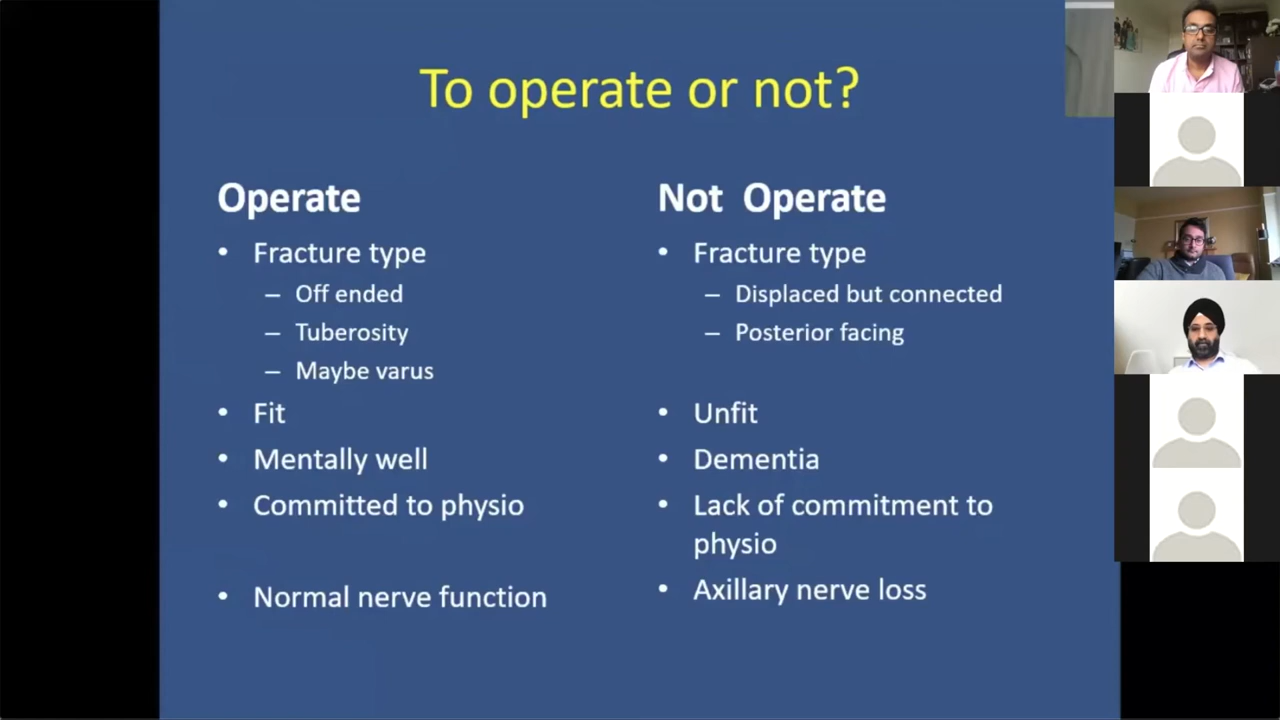 To operate or not?
Operate
• Fracture type
– Off ended
– Tuberosity
– Maybe varus
• Fit
• Mentally well
• Committed to physio
• Normal nerve function
Not Operate
• Fracture type
– Displaced but connected
– Posterior facing
• Unfit
• Dementia
• Lack of commitment to
physio
• Axillary nerve loss